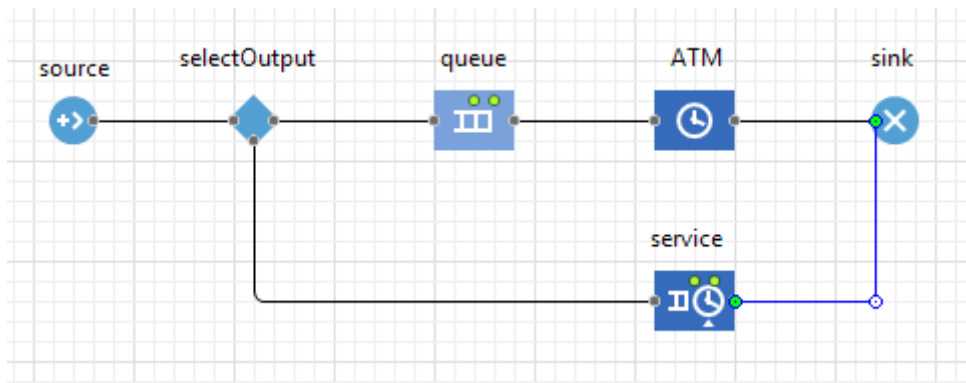 source
selectOutput
queue
ATM
sink
service